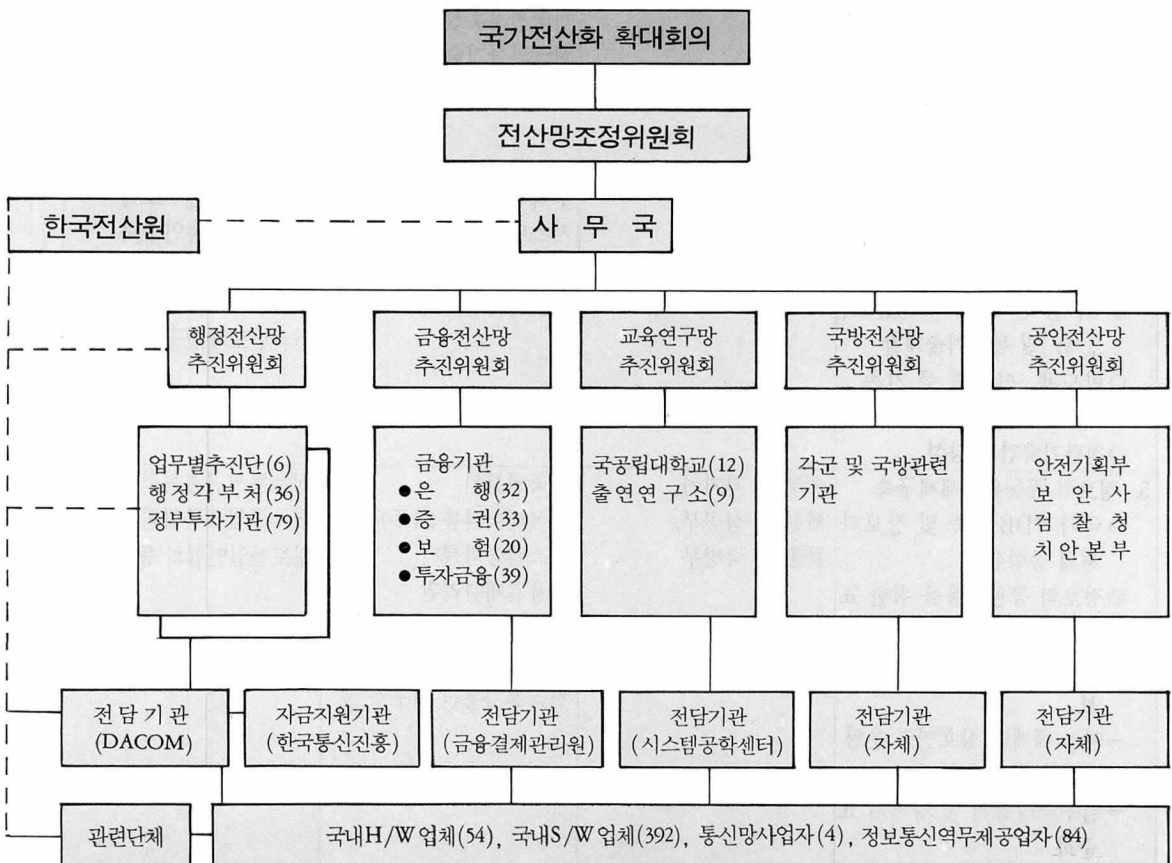 국가전산화 확대회의
전산망조정위원회
한국전산원
사 무 국
행정전산망
추진위원회
금융전산망
추진위원회
교육연구망
추진위원회
국방전산망
추진위원회
공안전산망
추진위원회
업무별추진단(6)
행정각부처(36)
정부투자기관(79)
금융기관
●은 행(32)
●증 권(33)
●보 험(20)
●투자금융(39)
국공립대학교(12)
출연연구소(9)
각군 및 국방관련
기관
안전기획부
보 안 사
검 찰 청
치안본부
전담기관
(DACOM)
자금지원기관
(한국통신진흥)
전담기관
(금융결제관리원)
전담기관
(시스템공학센터)
전담기관
(자체)
전담기관
(자체)
관련단체
국내H/W업체(54), 국내S/W업체(392), 통신망사업자(4), 정보통신역무제공업자(84)